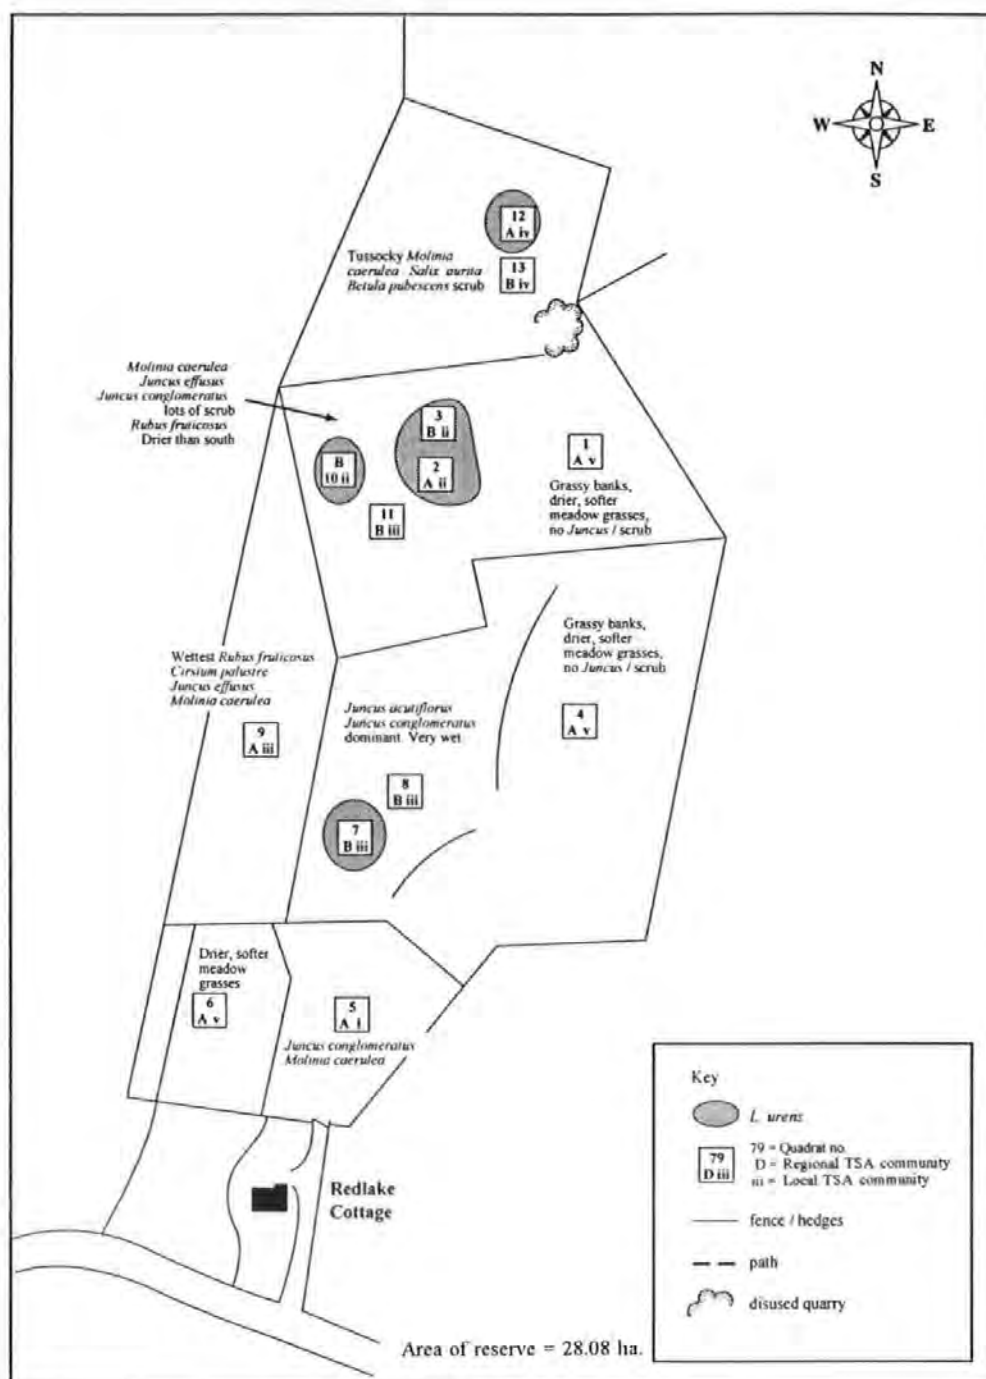 N
W E
S
12
A iv
Tussocky Molinia
caerulea Salix aurita
Betula pubescens scrub
13
B iv
Molinia caerulea
Juncus effusus
Juncus conglomeratus
lots of scrub
Rubus fruticosus
Drier than south
3
B ii
2
A ii
B
10 ii
11
B iii
1
A v
Grassy banks,
drier, softer
meadow grasses,
no Juncus / scrub
Grassy banks,
drier, softer
meadow grasses,
no Juncus / scrub
4
A v
Wettest Rubus fruticosus
Cirsium palustre
Juncus effusus
Molinia caerulea
9
A iii
Juncus acutiflorus
Juncus conglomeratus
dominant. Very wet.
8
B iii
7
B iii
Drier, softer
meadow
grasses
6
A v
5
A i
Juncus conglomeratus
Molinia caerulea
Redlake
Cottage
Key
L. urens
79
D iii
79 = Quadrat no.
D = Regional TSA community
iii = Local TSA community
fence / hedges
path
disused quarry
Area of reserve = 28.08 ha.